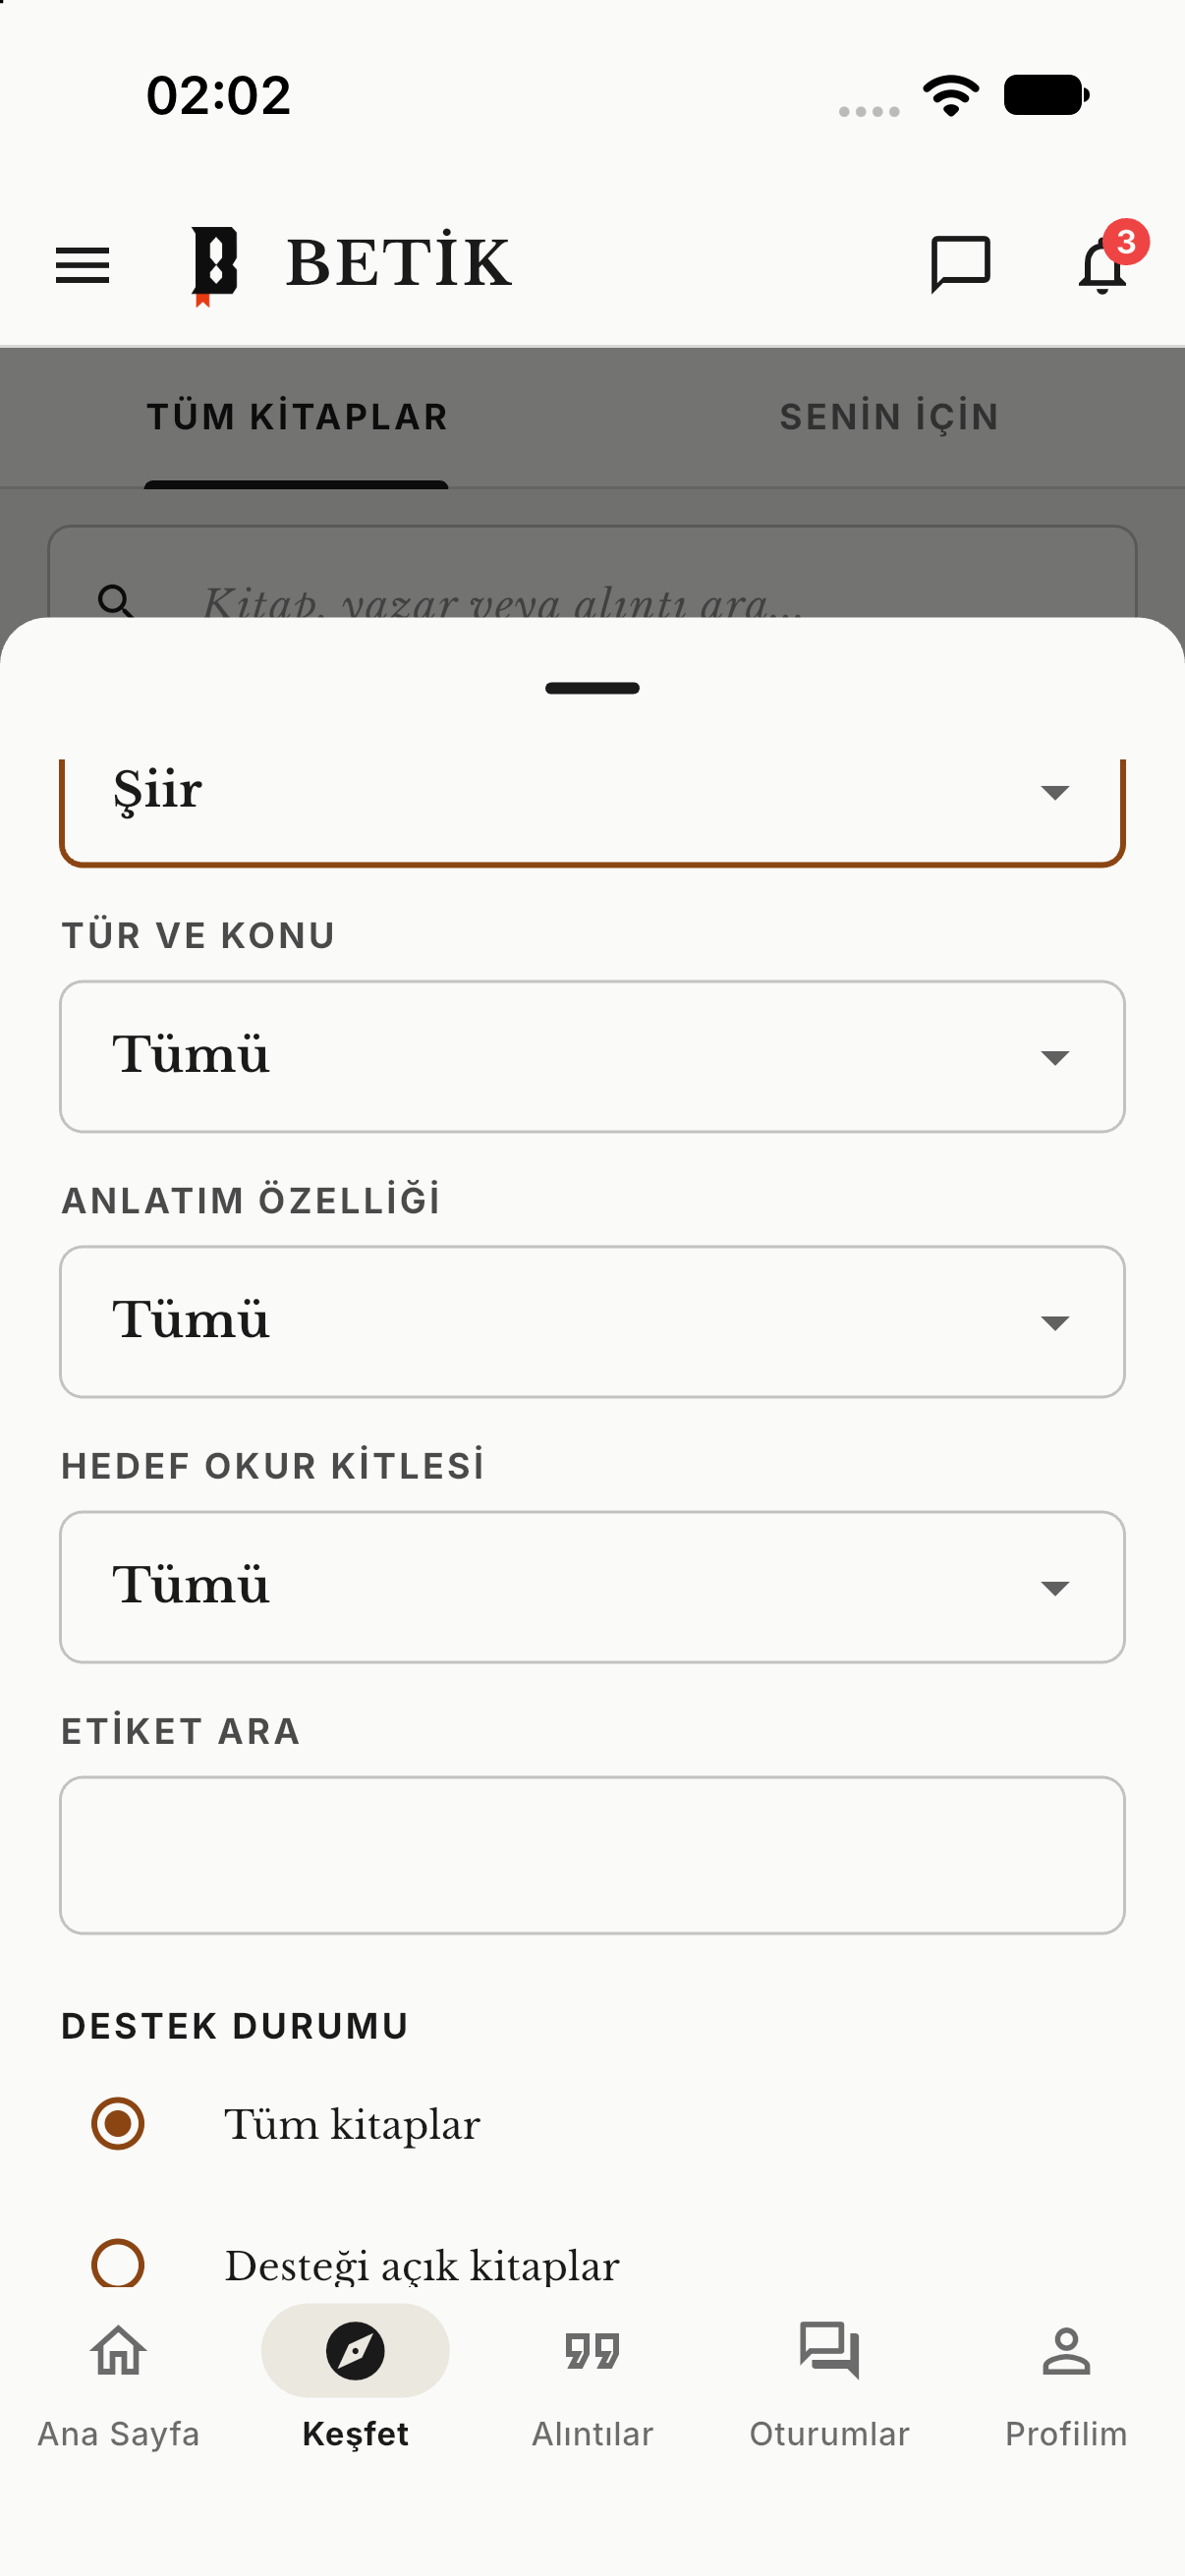 02:02
BETİK
3
TÜM KİTAPLAR
SENİN İÇİN
Kitap, yazar veya alıntı ara...
Şiir
TÜR VE KONU
Tümü
ANLATIM ÖZELLİĞİ
Tümü
HEDEF OKUR KİTLESİ
Tümü
ETİKET ARA
DESTEK DURUMU
Tüm kitaplar
Desteği açık kitaplar
Ana Sayfa
Keşfet
Alıntılar
Oturumlar
Profilim